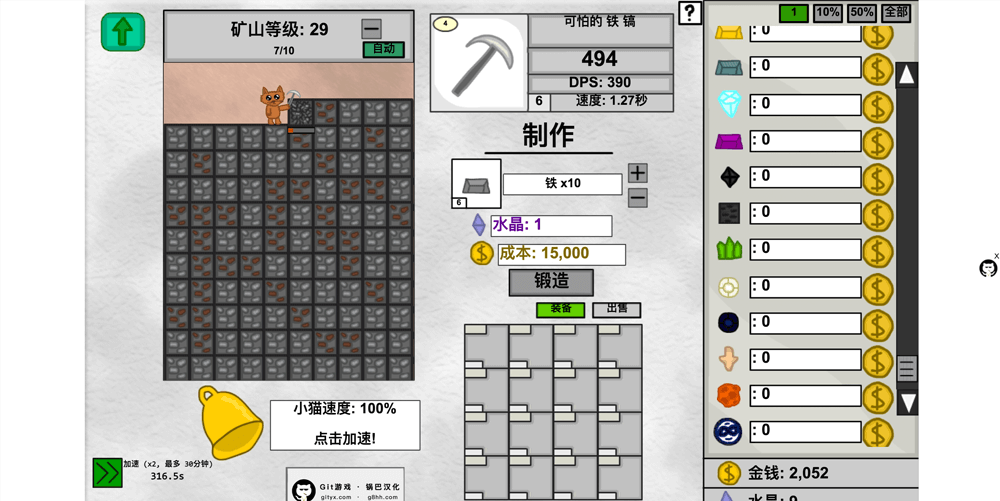 矿山等级: 29
7/10
自动
4
可怕的 铁 镐
494
DPS: 390
6
速度: 1.27秒
?
制作
6
铁 x10
水晶: 1
成本: 15,000
锻造
装备
出售
小猫速度: 100%
点击加速!
加速 (x2, 最多 30分钟)
316.5s
Git游戏 · 锅巴汉化
gityx.com · g8hh.com
1
10%
50%
全部
: 0
: 0
: 0
: 0
: 0
: 0
: 0
: 0
: 0
: 0
: 0
: 0
金钱: 2,052
x